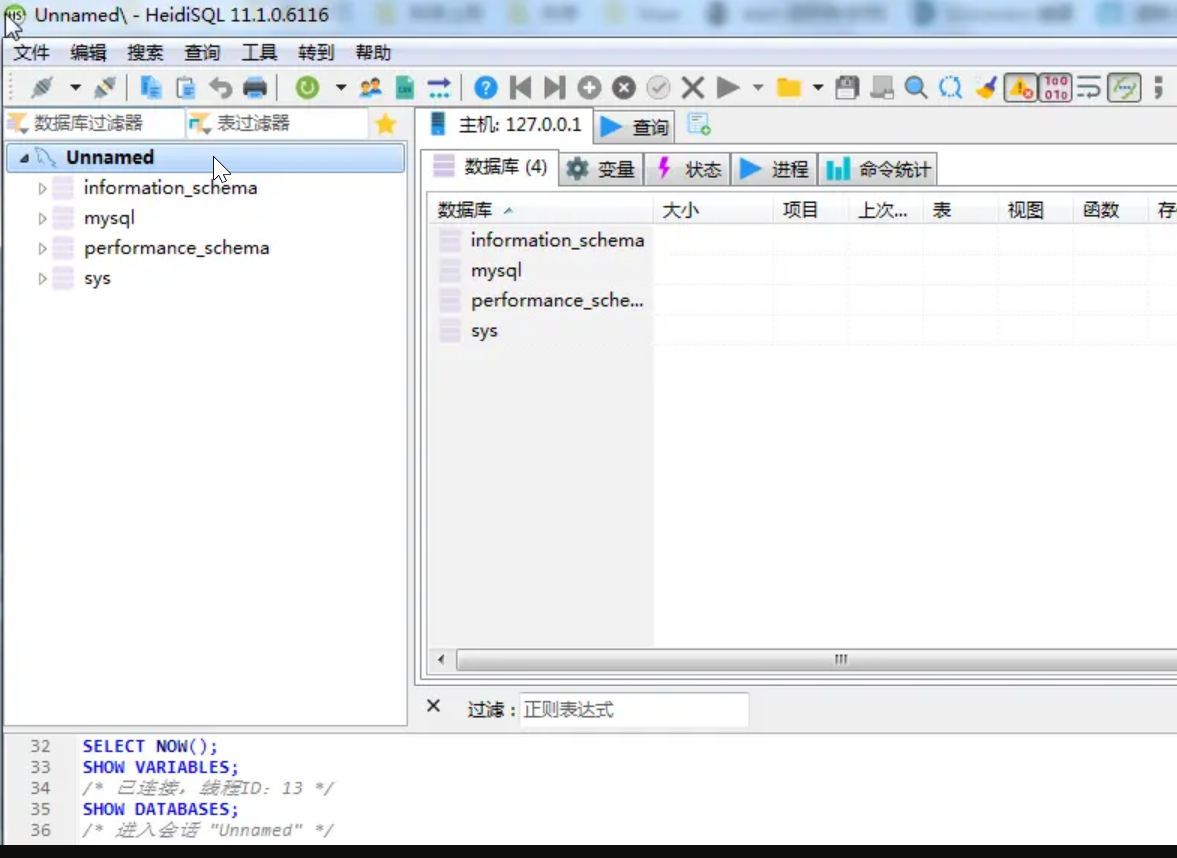 Unnamed\ - HeidiSQL 11.1.0.6116
文件 编辑 搜索 查询 工具 转到 帮助
数据库过滤器 表过滤器
主机: 127.0.0.1 查询
Unnamed
information_schema
mysql
performance_schema
sys
数据库 (4) 变量 状态 进程 命令统计
数据库 大小 项目 上次... 表 视图 函数 存
information_schema
mysql
performance_sche...
sys
过滤：正则表达式
32 SELECT NOW();
33 SHOW VARIABLES;
34 /* 已连接，线程ID：13 */
35 SHOW DATABASES;
36 /* 进入会话 "Unnamed" */